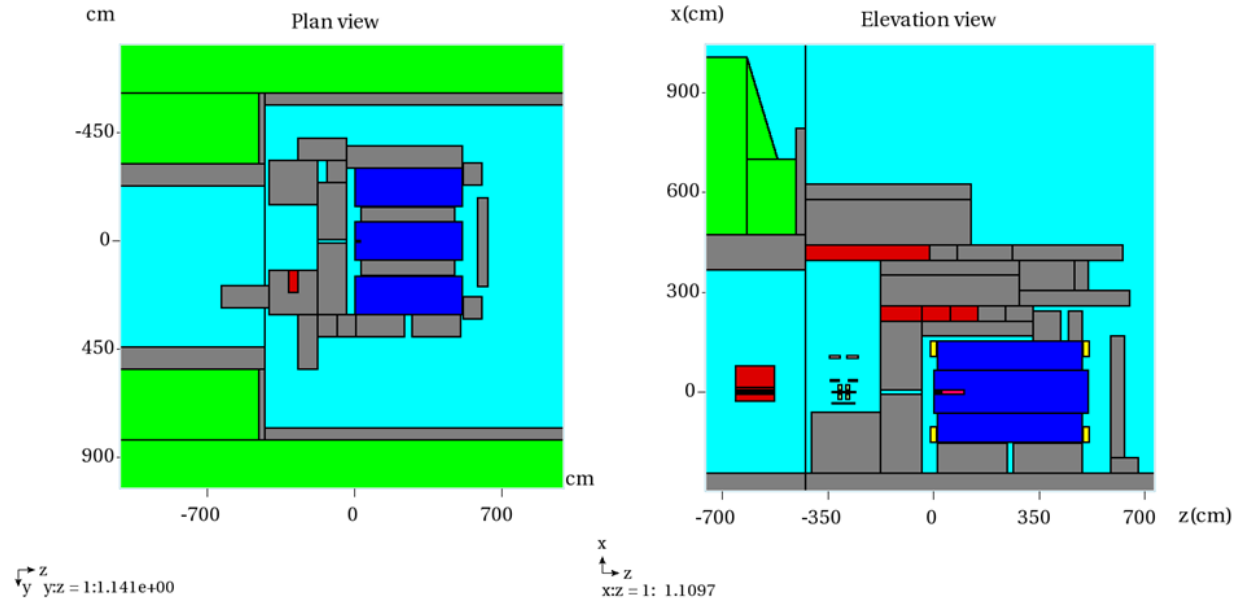 cm
Plan view
-450
0
450
900
cm
-700
0
700
z
y
y:z = 1:1.141e+00
x(cm)
Elevation view
900
600
300
0
-700
-350
0
350
700
z(cm)
x
z
x:z = 1: 1.1097